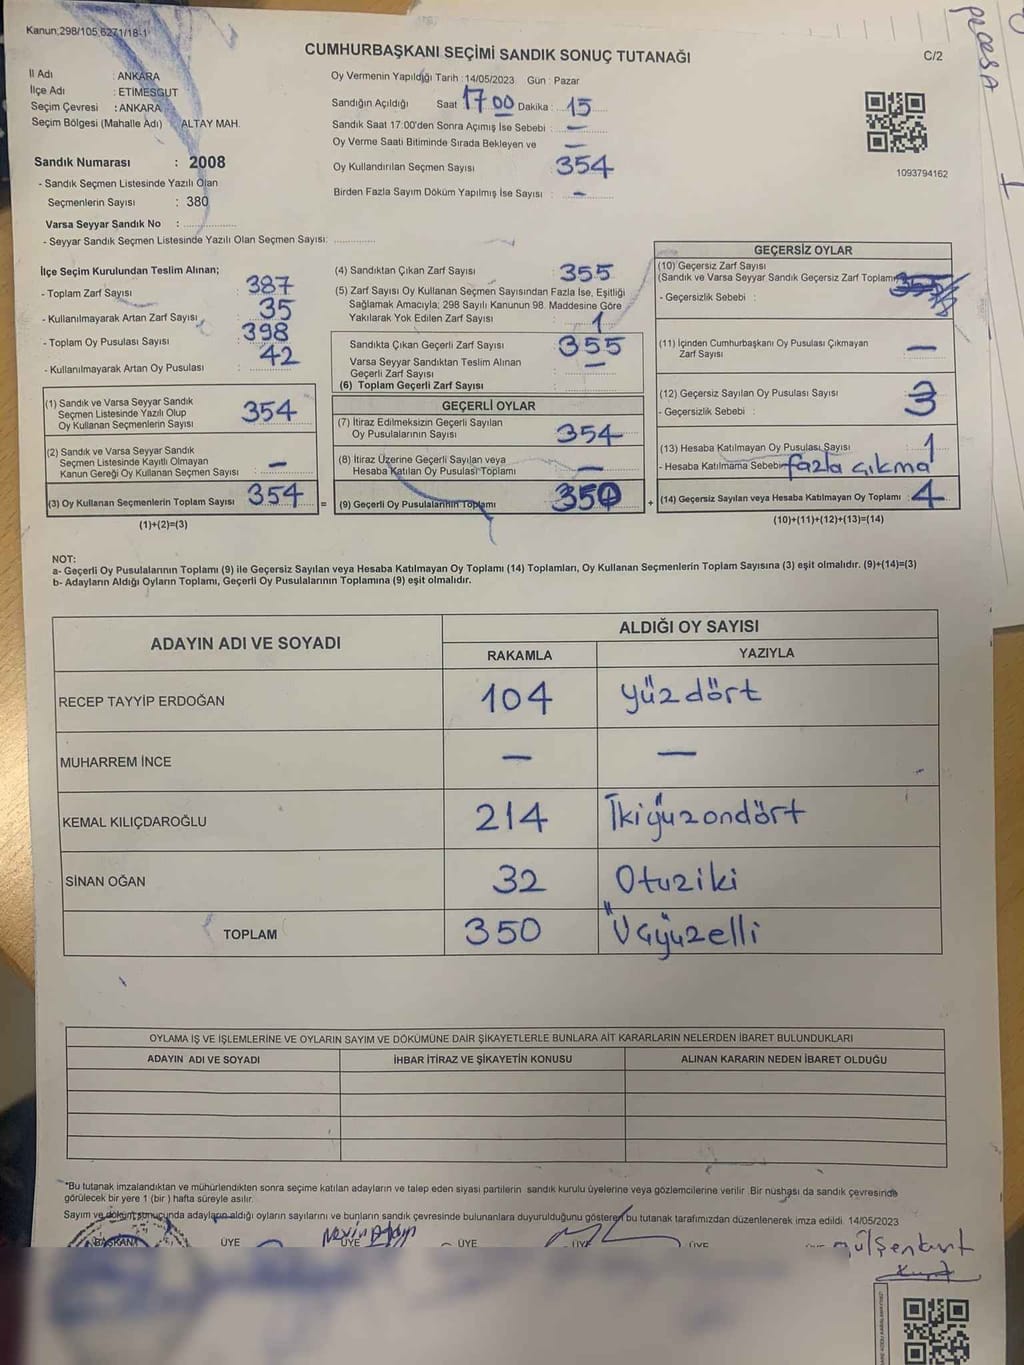 Kanun;298/105,6271/18-1
CUMHURBAŞKANI SEÇİMİ SANDIK SONUÇ TUTANAĞI
C/2
İl Adı : ANKARA
İlçe Adı : ETİMESGUT
Seçim Çevresi : ANKARA
Seçim Bölgesi (Mahalle Adı) ALTAY MAH.
Sandık Numarası : 2008
- Sandık Seçmen Listesinde Yazılı Olan
Seçmenlerin Sayısı : 380
Varsa Seyyar Sandık No :
- Seyyar Sandık Seçmen Listesinde Yazılı Olan Seçmen Sayısı:
Oy Vermenin Yapıldığı Tarih :14/05/2023 Gün : Pazar
Sandığın Açıldığı Saat 17 00 Dakika : 15
Sandık Saat 17:00'den Sonra Açımış İse Sebebi : —
Oy Verme Saati Bitiminde Sırada Bekleyen ve —
Oy Kullandırılan Seçmen Sayısı 354
Birden Fazla Sayım Döküm Yapılmış İse Sayısı : -
1093794162
İlçe Seçim Kurulundan Teslim Alınan;
- Toplam Zarf Sayısı : 387
- Kullanılmayarak Artan Zarf Sayısı : 35
- Toplam Oy Pusulası Sayısı : 398
- Kullanılmayarak Artan Oy Pusulası : 42
(1) Sandık ve Varsa Seyyar Sandık
Seçmen Listesinde Yazılı Olup
Oy Kullanan Seçmenlerin Sayısı : 354
(2) Sandık ve Varsa Seyyar Sandık
Seçmen Listesinde Kayıtlı Olmayan
Kanun Gereği Oy Kullanan Seçmen Sayısı : —
(3) Oy Kullanan Seçmenlerin Toplam Sayısı : 354 =
(1)+(2)=(3)
(4) Sandıktan Çıkan Zarf Sayısı : 355
(5) Zarf Sayısı Oy Kullanan Seçmen Sayısından Fazla İse, Eşitliği
Sağlamak Amacıyla; 298 Sayılı Kanunun 98. Maddesine Göre
Yakılarak Yok Edilen Zarf Sayısı : 1
Sandıkta Çıkan Geçerli Zarf Sayısı : 355
Varsa Seyyar Sandıktan Teslim Alınan
Geçerli Zarf Sayısı : —
(6) Toplam Geçerli Zarf Sayısı :
GEÇERLİ OYLAR
(7) İtiraz Edilmeksizin Geçerli Sayılan
Oy Pusulalarının Sayısı : 354
(8) İtiraz Üzerine Geçerli Sayılan veya
Hesaba Katılan Oy Pusulası Toplamı : —
(9) Geçerli Oy Pusulalarının Toplamı : 350 +
GEÇERSİZ OYLAR
(10) Geçersiz Zarf Sayısı
(Sandık ve Varsa Seyyar Sandık Geçersiz Zarf Toplamı)
- Geçersizlik Sebebi :
(11) İçinden Cumhurbaşkanı Oy Pusulası Çıkmayan
Zarf Sayısı : —
(12) Geçersiz Sayılan Oy Pusulası Sayısı : 3
- Geçersizlik Sebebi :
(13) Hesaba Katılmayan Oy Pusulası Sayısı : 1
- Hesaba Katılmama Sebebi: fazla çıkma
(14) Geçersiz Sayılan veya Hesaba Katılmayan Oy Toplamı : 4
(10)+(11)+(12)+(13)=(14)
NOT:
a- Geçerli Oy Pusulalarının Toplamı (9) ile Geçersiz Sayılan veya Hesaba Katılmayan Oy Toplamı (14) Toplamları, Oy Kullanan Seçmenlerin Toplam Sayısına (3) eşit olmalıdır. (9)+(14)=(3)
b- Adayların Aldığı Oyların Toplamı, Geçerli Oy Pusulalarının Toplamına (9) eşit olmalıdır.
ADAYIN ADI VE SOYADI ALDIĞI OY SAYISI
RAKAMLA YAZIYLA
RECEP TAYYİP ERDOĞAN 104 yüzdört
MUHARREM İNCE — —
KEMAL KILIÇDAROĞLU 214 İkiyüzondört
SİNAN OĞAN 32 Otuziki
TOPLAM 350 Üçyüzelli
OYLAMA İŞ VE İŞLEMLERİNE VE OYLARIN SAYIM VE DÖKÜMÜNE DAİR ŞİKAYETLERLE BUNLARA AİT KARARLARIN NELERDEN İBARET BULUNDUKLARI
ADAYIN ADI VE SOYADI İHBAR İTİRAZ VE ŞİKAYETİN KONUSU ALINAN KARARIN NEDEN İBARET OLDUĞU
*Bu tutanak imzalandıktan ve mühürlendikten sonra seçime katılan adayların ve talep eden siyasi partilerin sandık kurulu üyelerine veya gözlemcilerine verilir. Bir nüshası da sandık çevresinde
görülecek bir yere 1 (bir ) hafta süreyle asılır.
Sayım ve döküm sonucunda adayların aldığı oyların sayılarını ve bunların sandık çevresinde bulunanlara duyurulduğunu gösteren bu tutanak tarafımızdan düzenlenerek imza edildi. 14/05/2023
BAŞKAN ÜYE ÜYE ÜYE ÜYE ÜYE